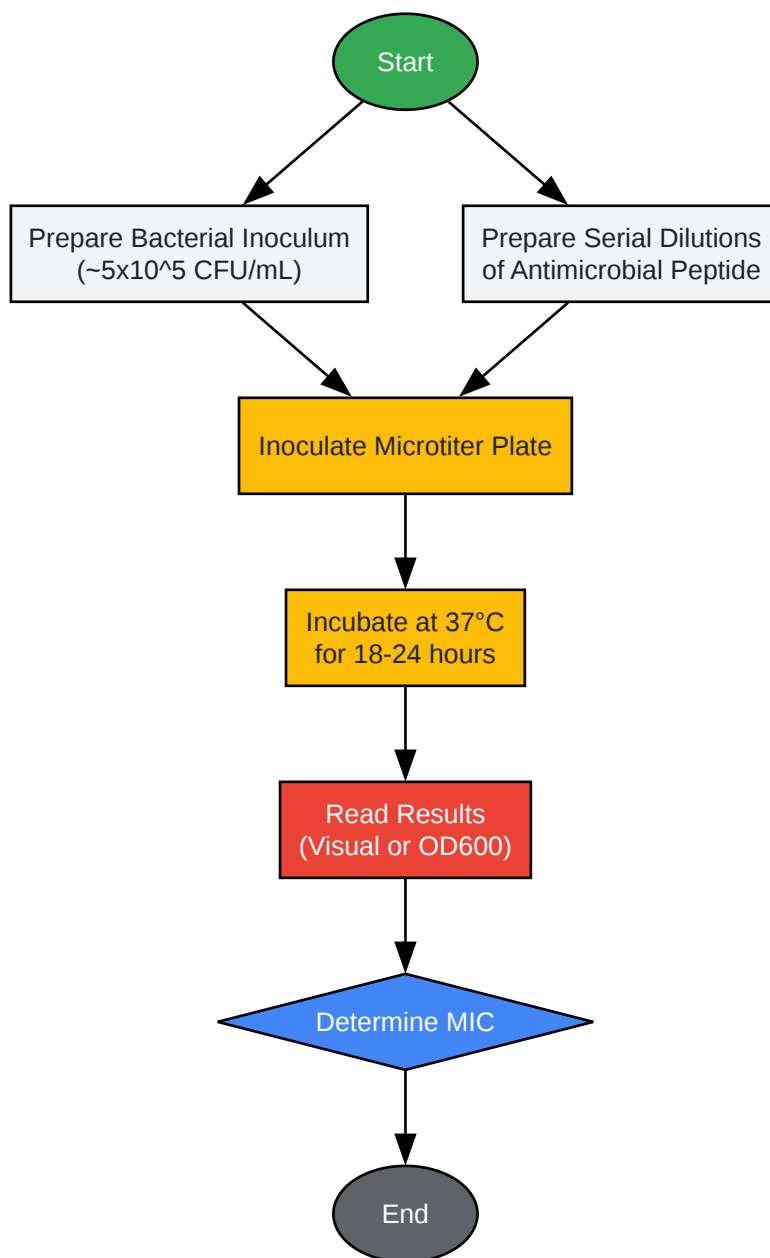 Start
Prepare Bacterial Inoculum
(~5x10^5 CFU/mL)
Prepare Serial Dilutions
of Antimicrobial Peptide
Inoculate Microtiter Plate
Incubate at 37°C
for 18-24 hours
Read Results
(Visual or OD600)
Determine MIC
End